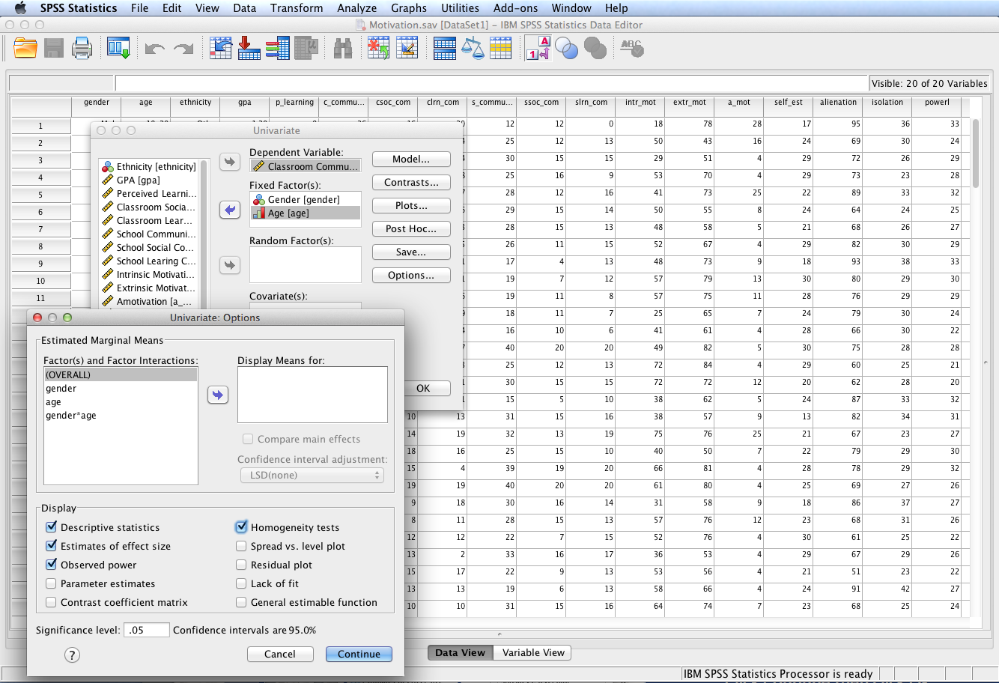 SPSS Statistics File Edit View Data Transform Analyze Graphs Utilities Add-ons Window Help
Motivation.sav [DataSet1] – IBM SPSS Statistics Data Editor
Visible: 20 of 20 Variables
gender age ethnicity gpa p_learning c_commu... csoc_com clrn_com s_commu... ssoc_com slrn_com intr_mot extr_mot a_mot self_est alienation isolation powerl
1 12 12 0 18 78 28 17 95 36 33
2 25 12 13 50 43 16 24 69 30 24
3 30 15 15 29 51 4 29 72 29 26
4 25 16 9 53 70 4 29 73 23 28
5 28 12 16 41 73 25 22 89 33 32
6 29 15 14 50 55 8 24 64 24 25
7 28 15 13 48 58 5 21 68 26 27
8 26 11 15 52 67 4 29 82 30 29
9 17 4 13 48 73 9 18 93 38 33
10 19 7 12 57 79 13 30 80 29 30
11 19 11 8 57 75 11 28 76 29 29
18 11 7 25 65 7 24 79 30 24
16 10 6 41 61 4 28 66 30 22
40 20 20 49 82 5 30 75 28 28
25 12 13 72 84 4 29 60 25 21
30 15 15 72 72 12 20 62 28 20
15 5 10 38 62 5 24 87 33 32
10 13 31 15 16 38 57 9 13 82 34 31
14 19 32 13 19 75 76 25 21 67 23 27
18 16 25 15 10 40 50 7 22 79 29 30
15 4 39 19 20 66 81 4 28 78 29 32
19 19 40 20 20 61 80 4 25 69 27 26
9 18 30 16 14 31 58 9 18 86 37 27
8 11 28 15 13 57 76 12 23 68 31 26
12 12 22 7 15 52 76 4 30 61 25 22
13 2 33 16 17 36 53 4 29 67 29 26
15 17 22 9 13 53 56 4 21 51 23 22
13 13 19 6 13 58 66 4 24 91 42 27
10 10 31 15 16 64 74 7 23 68 25 24
Univariate
Ethnicity [ethnicity]
GPA [gpa]
Perceived Learni...
Classroom Socia...
Classroom Lear...
School Communi...
School Social Co...
School Learing C...
Intrinsic Motivati...
Extrinsic Motivat...
Amotivation [a_...
Dependent Variable:
Classroom Commu...
Fixed Factor(s):
Gender [gender]
Age [age]
Random Factor(s):
Covariate(s):
Model...
Contrasts...
Plots...
Post Hoc...
Save...
Options...
OK
Univariate: Options
Estimated Marginal Means
Factor(s) and Factor Interactions:
(OVERALL)
gender
age
gender*age
Display Means for:
Compare main effects
Confidence interval adjustment:
LSD(none)
Display
Descriptive statistics
Estimates of effect size
Observed power
Parameter estimates
Contrast coefficient matrix
Homogeneity tests
Spread vs. level plot
Residual plot
Lack of fit
General estimable function
Significance level: .05 Confidence intervals are 95.0%
?
Cancel
Continue
Data View Variable View
IBM SPSS Statistics Processor is ready